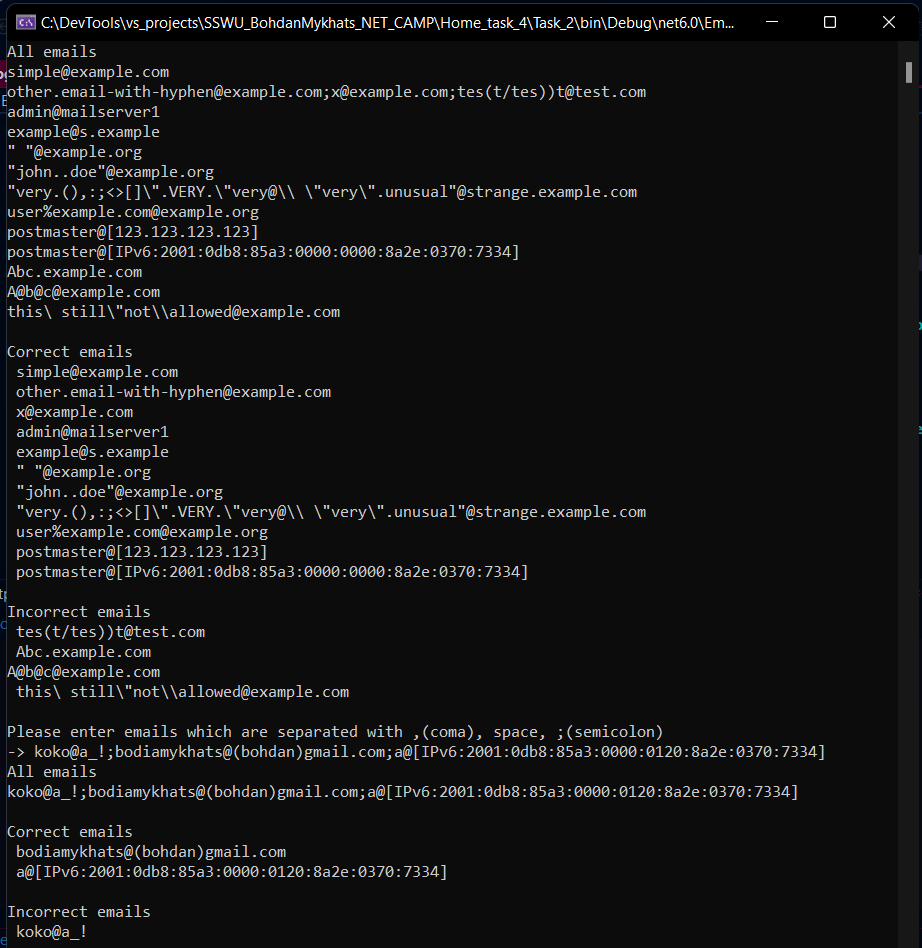 C:\DevTools\vs_projects\SSWU_BohdanMykhats_NET_CAMP\Home_task_4\Task_2\bin\Debug\net6.0\Em...
All emails
simple@example.com
other.email-with-hyphen@example.com;x@example.com;tes(t/tes))t@test.com
admin@mailserver1
example@s.example
" "@example.org
"john..doe"@example.org
"very.(),:;<>[]\".VERY.\"very@\\ \"very\".unusual"@strange.example.com
user%example.com@example.org
postmaster@[123.123.123.123]
postmaster@[IPv6:2001:0db8:85a3:0000:0000:8a2e:0370:7334]
Abc.example.com
A@b@c@example.com
this\ still\"not\\allowed@example.com

Correct emails
 simple@example.com
 other.email-with-hyphen@example.com
 x@example.com
 admin@mailserver1
 example@s.example
 " "@example.org
 "john..doe"@example.org
 "very.(),:;<>[]\".VERY.\"very@\\ \"very\".unusual"@strange.example.com
 user%example.com@example.org
 postmaster@[123.123.123.123]
 postmaster@[IPv6:2001:0db8:85a3:0000:0000:8a2e:0370:7334]

Incorrect emails
 tes(t/tes))t@test.com
 Abc.example.com
A@b@c@example.com
 this\ still\"not\\allowed@example.com

Please enter emails which are separated with ,(coma), space, ;(semicolon)
-> koko@a_!;bodiamykhats@(bohdan)gmail.com;a@[IPv6:2001:0db8:85a3:0000:0120:8a2e:0370:7334]
All emails
koko@a_!;bodiamykhats@(bohdan)gmail.com;a@[IPv6:2001:0db8:85a3:0000:0120:8a2e:0370:7334]

Correct emails
 bodiamykhats@(bohdan)gmail.com
 a@[IPv6:2001:0db8:85a3:0000:0120:8a2e:0370:7334]

Incorrect emails
 koko@a_!